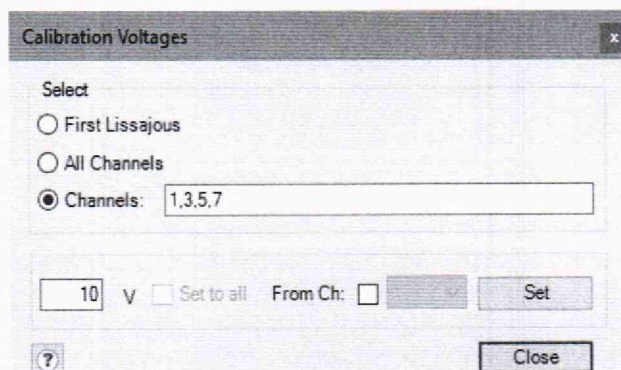 Calibration Voltages x
Select
First Lissajous
All Channels
Channels: 1,3,5,7
10 V Set to all From Ch: Set
?
Close